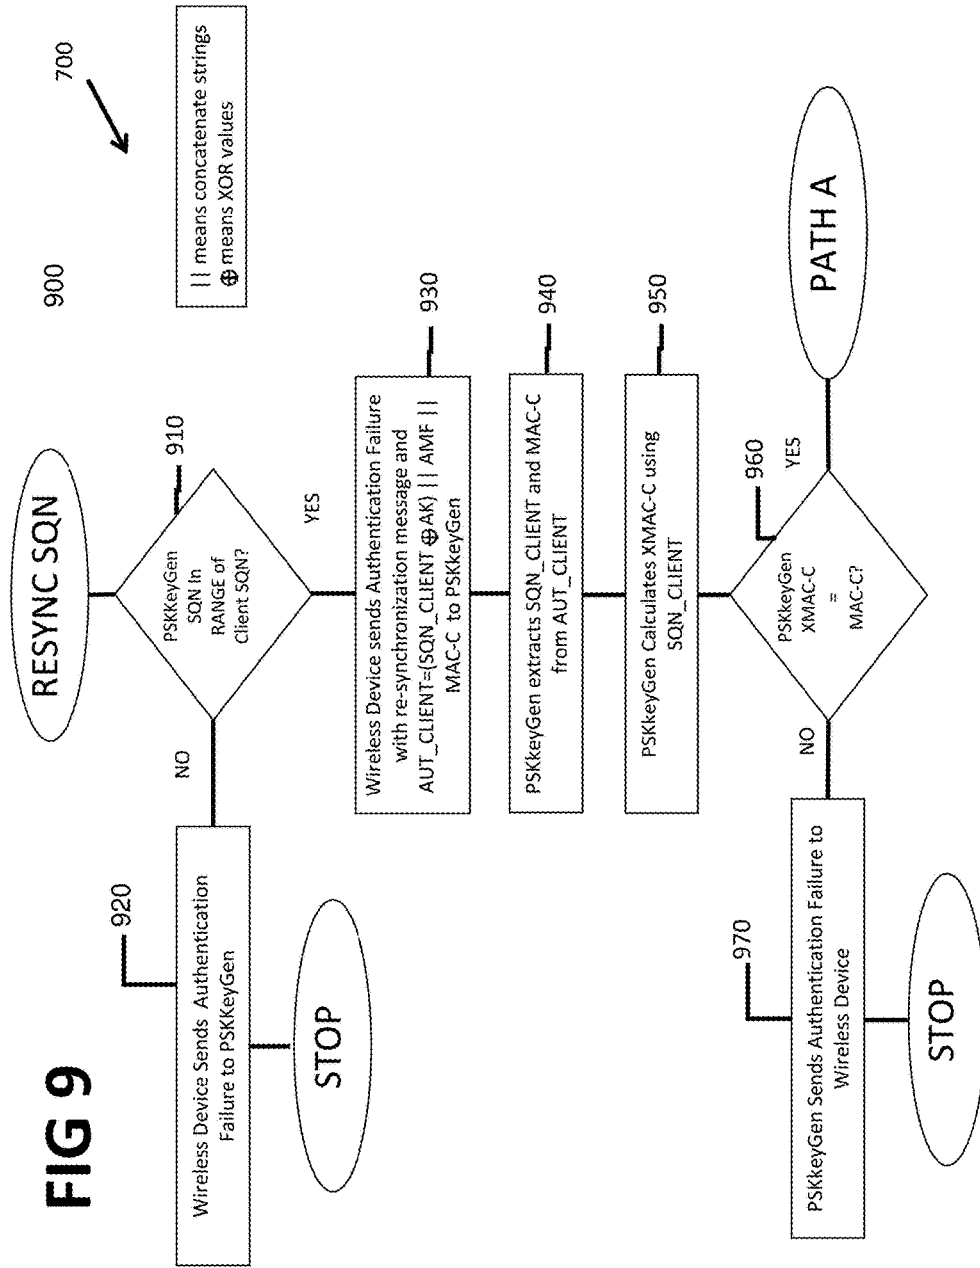 FIG 9
900
700
|| means concatenate strings
⊕ means XOR values
RESYNC SQN
910
PSKKeyGen
SQN In
RANGE of
Client SQN?
NO
YES
920
Wireless Device Sends Authentication
Failure to PSKKeyGen
STOP
930
Wireless Device sends Authentication Failure
with re-synchronization message and
AUT_CLIENT=(SQN_CLIENT ⊕ AK) || AMF ||
MAC-C to PSKkeyGen
940
PSKkeyGen extracts SQN_CLIENT and MAC-C
from AUT_CLIENT
950
PSKkeyGen Calculates XMAC-C using
SQN_CLIENT
960
PSKkeyGen
XMAC-C
=
MAC-C?
NO
YES
PATH A
970
PSKkeyGen Sends Authentication Failure to
Wireless Device
STOP